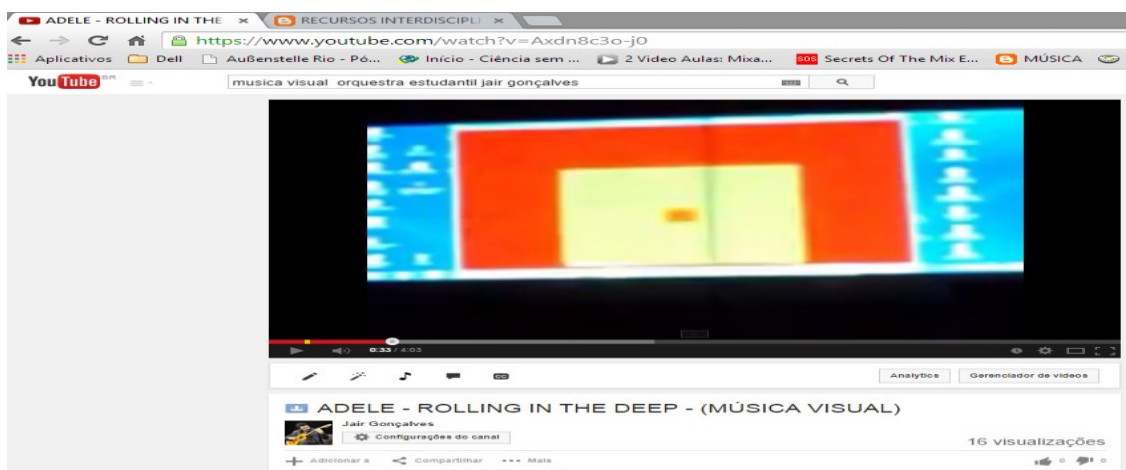 ADELE - ROLLING IN THE × RECURSOS INTERDISCIPLI ×
https://www.youtube.com/watch?v=Axdn8c3o-j0
Aplicativos Dell Außenstelle Rio - Pó... Início - Ciência sem ... 2 Video Aulas: Mixa... SOS Secrets Of The Mix E... MÚSICA
YouTube BR musica visual orquestra estudantil jair gonçalves
0:33 / 4:03
CC Analytics Gerenciador de vídeos
ADELE - ROLLING IN THE DEEP - (MÚSICA VISUAL)
Jair Gonçalves
Configurações do canal
16 visualizações
Adicionar a Compartilhar ••• Mais 0 0